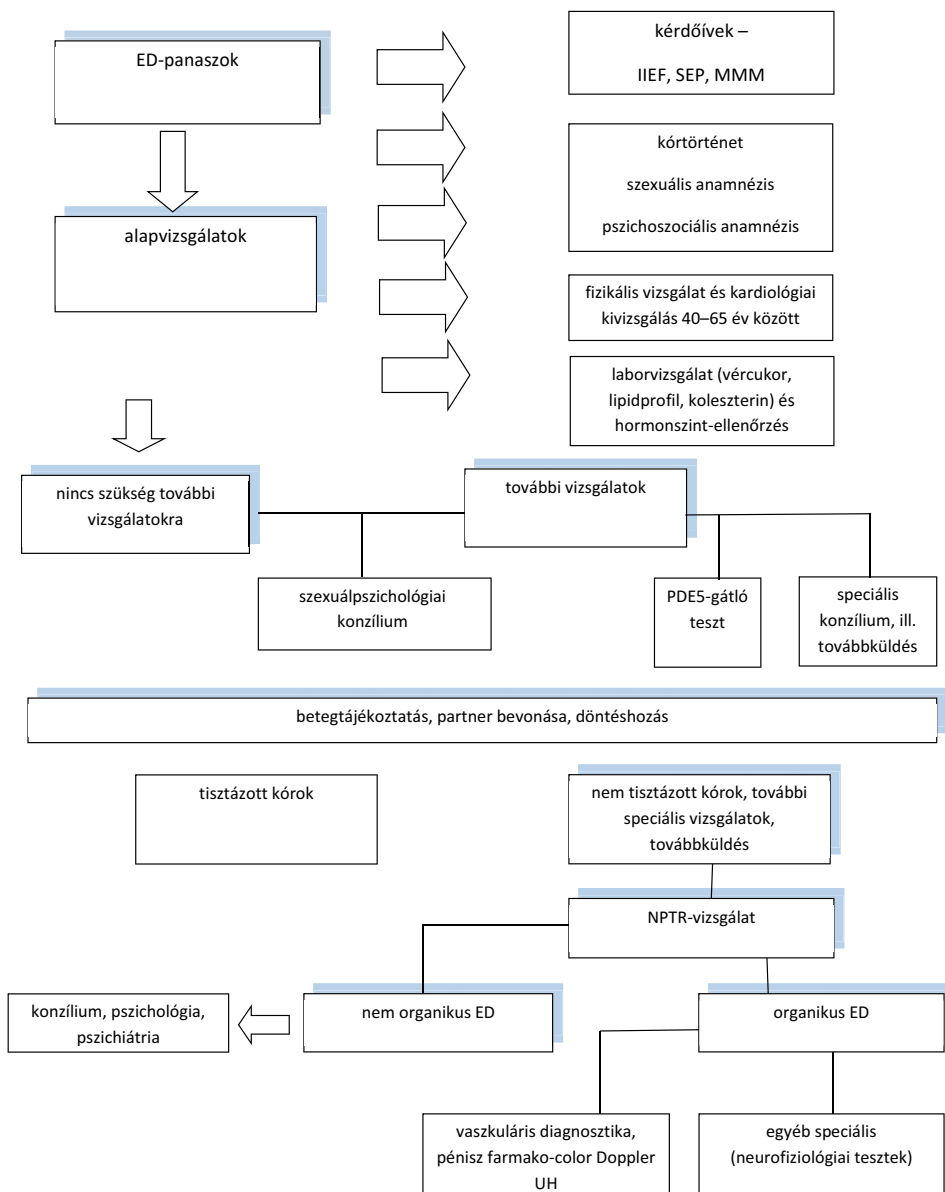 ED-panaszok
kérdőívek –
IIEF, SEP, MMM
kórtörténet
szexuális anamnézis
pszichoszociális anamnézis
alapvizsgálatok
fizikális vizsgálat és kardiológiai
kivizsgálás 40–65 év között
laborvizsgálat (vércukor,
lipidprofil, koleszterin) és
hormonszint-ellenőrzés
nincs szükség további
vizsgálatokra
további vizsgálatok
szexuálpszichológiai
konzílium
PDE5-gátló
teszt
speciális
konzílium, ill.
továbbküldés
betegtájékoztatás, partner bevonása, döntéshozás
tisztázott kórok
nem tisztázott kórok, további
speciális vizsgálatok,
továbbküldés
NPTR-vizsgálat
konzílium, pszichológia,
pszichiátria
nem organikus ED
organikus ED
vaszkuláris diagnosztika,
pénisz farmako-color Doppler
UH
egyéb speciális
(neurofiziológiai tesztek)